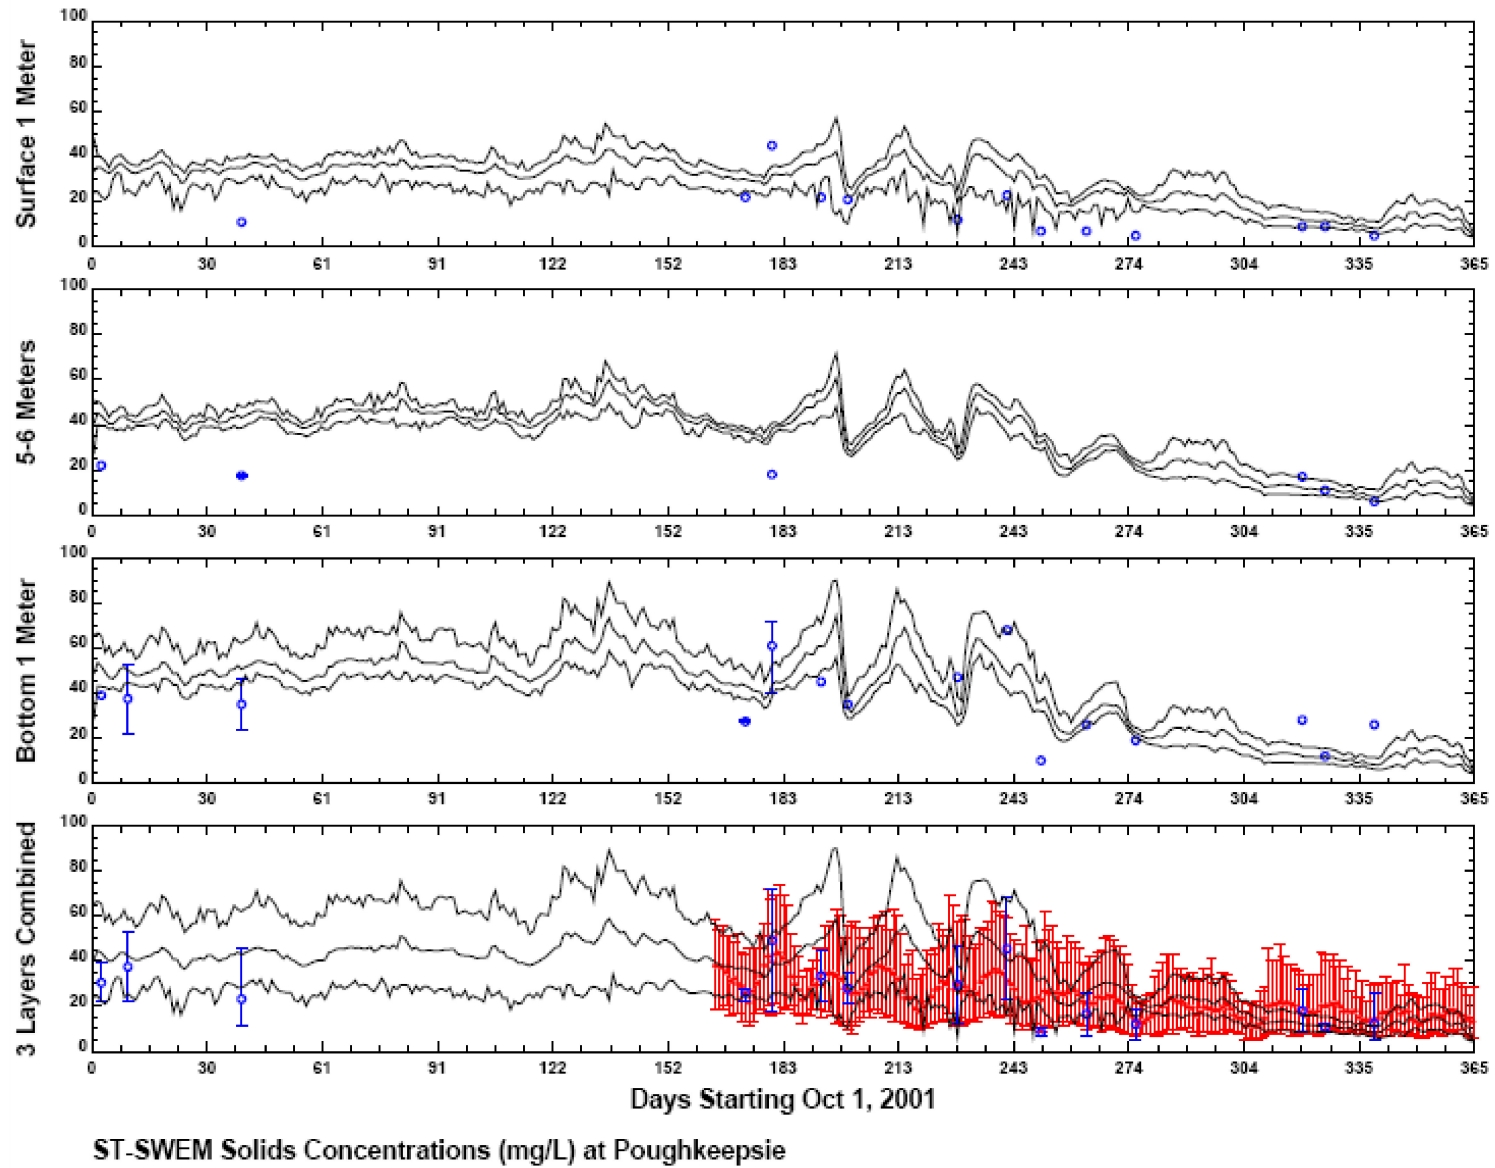 Surface 1 Meter
100
80
60
40
20
0
0 30 61 91 122 152 183 213 243 274 304 335 365
5-6 Meters
100
80
60
40
20
0
0 30 61 91 122 152 183 213 243 274 304 335 365
Bottom 1 Meter
100
80
60
40
20
0
0 30 61 91 122 152 183 213 243 274 304 335 365
3 Layers Combined
100
80
60
40
20
0
0 30 61 91 122 152 183 213 243 274 304 335 365
Days Starting Oct 1, 2001
ST-SWEM Solids Concentrations (mg/L) at Poughkeepsie